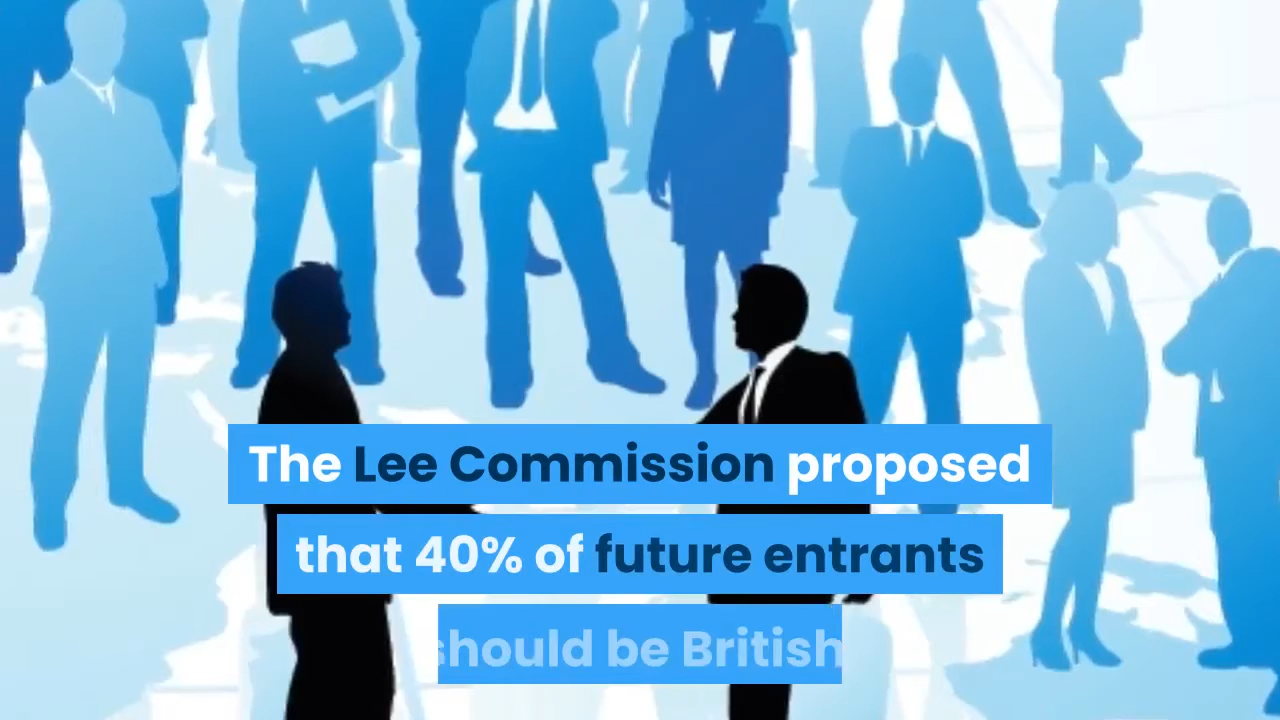 The Lee Commission proposed
that 40% of future entrants
should be British